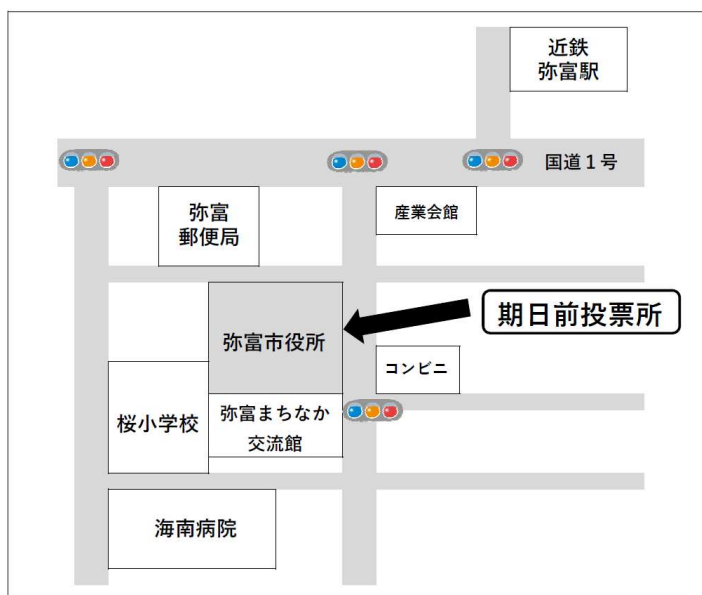 近鉄
弥富駅
国道１号
弥富
郵便局
産業会館
期日前投票所
弥富市役所
コンビニ
桜小学校
弥富まちなか
交流館
海南病院